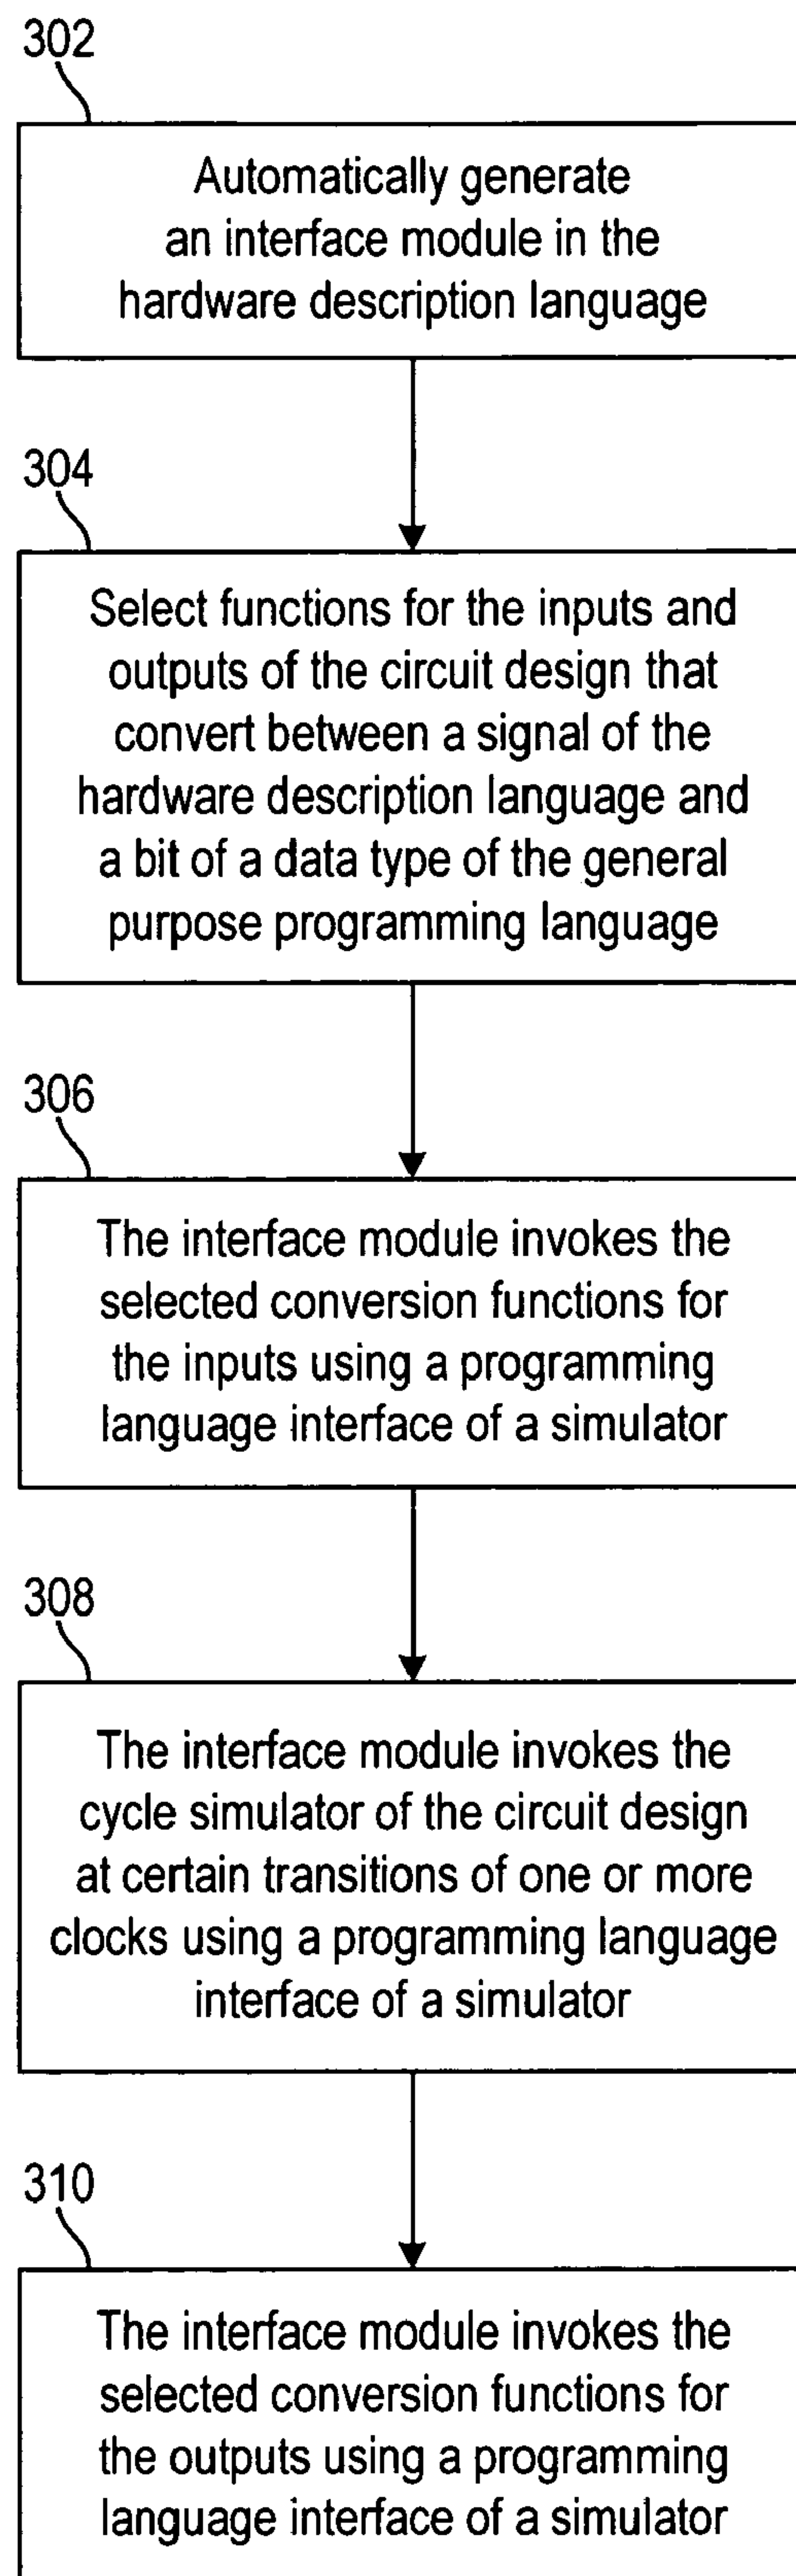 302
Automatically generate
an interface module in the
hardware description language
304
Select functions for the inputs and
outputs of the circuit design that
convert between a signal of the
hardware description language and
a bit of a data type of the general
purpose programming language
306
The interface module invokes the
selected conversion functions for
the inputs using a programming
language interface of a simulator
308
The interface module invokes the
cycle simulator of the circuit design
at certain transitions of one or more
clocks using a programming language
interface of a simulator
310
The interface module invokes the
selected conversion functions for
the outputs using a programming
language interface of a simulator